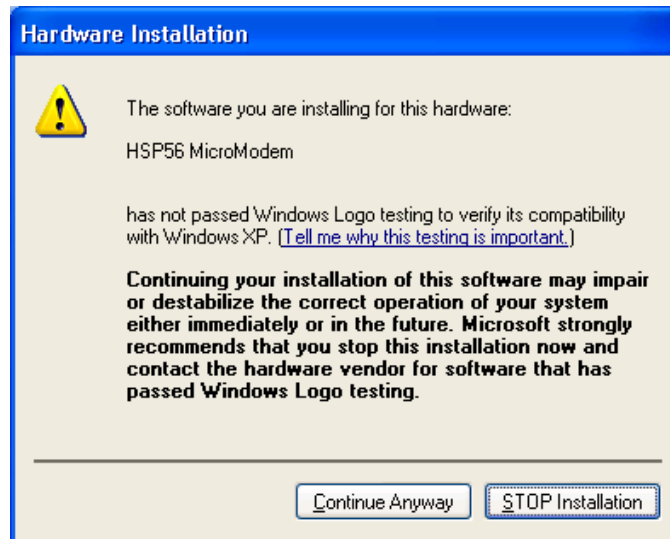 Hardware Installation
The software you are installing for this hardware:
HSP56 MicroModem
has not passed Windows Logo testing to verify its compatibility
with Windows XP. (Tell me why this testing is important.)
Continuing your installation of this software may impair
or destabilize the correct operation of your system
either immediately or in the future. Microsoft strongly
recommends that you stop this installation now and
contact the hardware vendor for software that has
passed Windows Logo testing.
Continue Anyway
STOP Installation